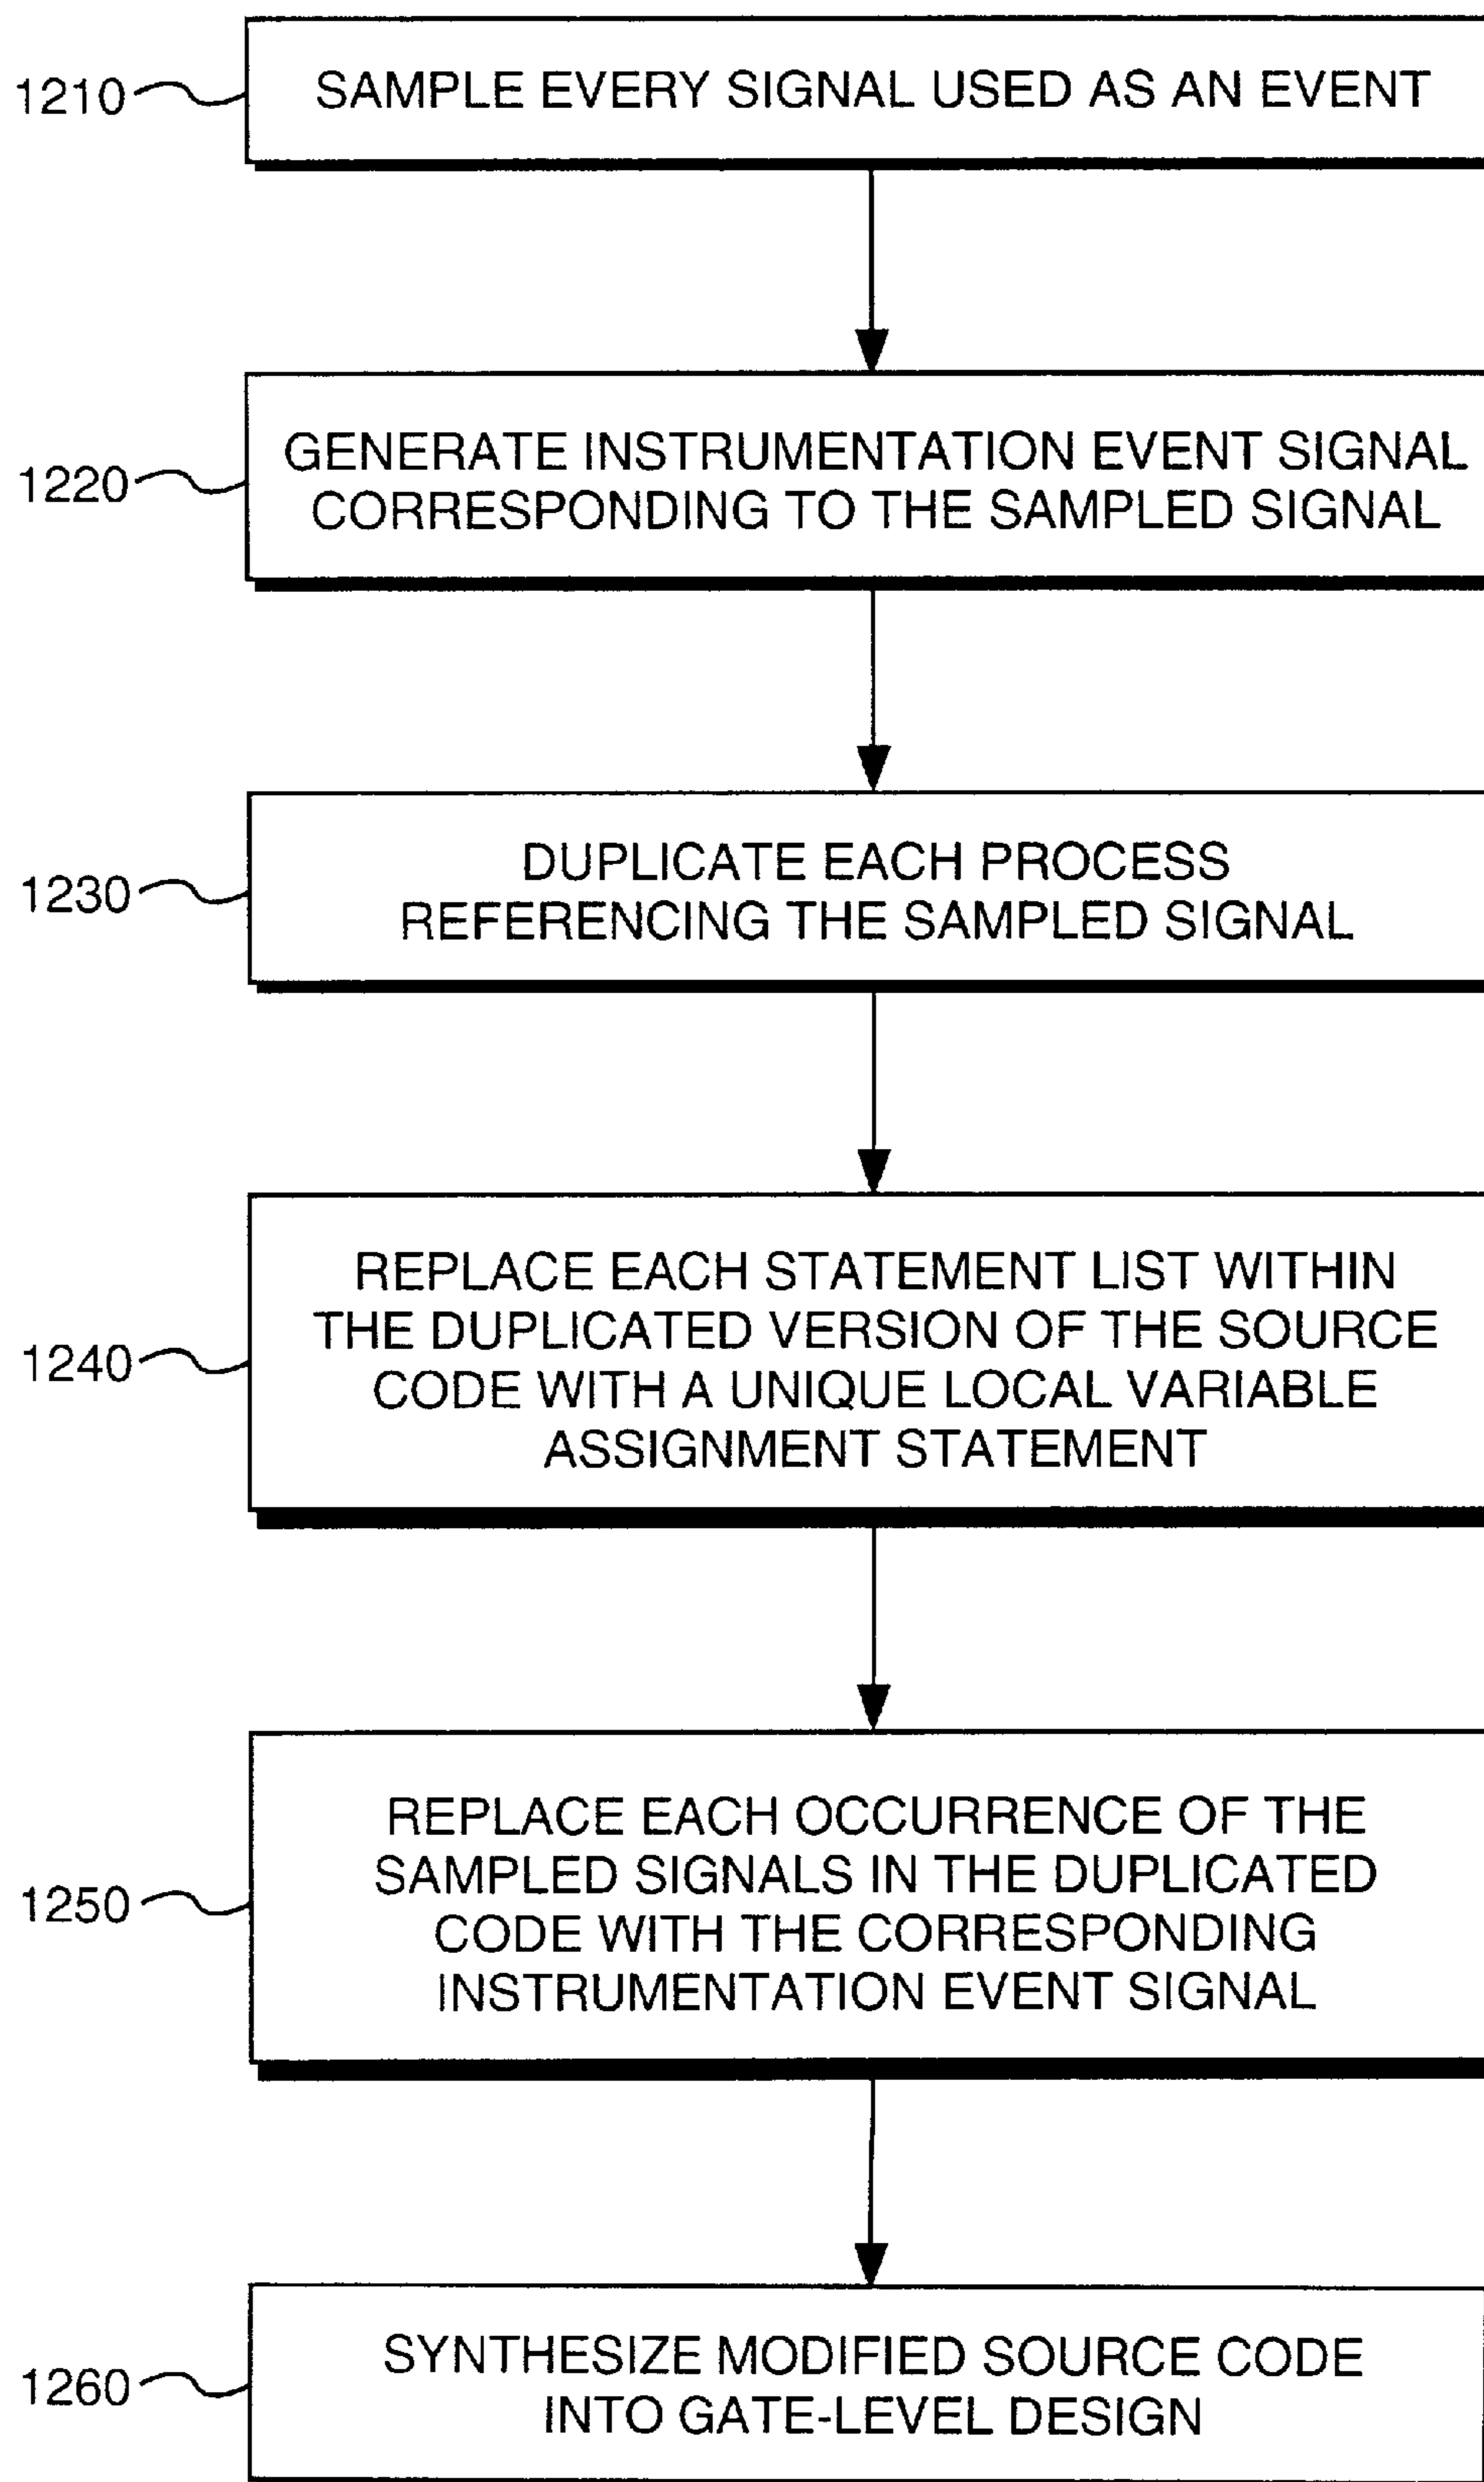 1210
SAMPLE EVERY SIGNAL USED AS AN EVENT
1220
GENERATE INSTRUMENTATION EVENT SIGNAL
CORRESPONDING TO THE SAMPLED SIGNAL
1230
DUPLICATE EACH PROCESS
REFERENCING THE SAMPLED SIGNAL
1240
REPLACE EACH STATEMENT LIST WITHIN
THE DUPLICATED VERSION OF THE SOURCE
CODE WITH A UNIQUE LOCAL VARIABLE
ASSIGNMENT STATEMENT
1250
REPLACE EACH OCCURRENCE OF THE
SAMPLED SIGNALS IN THE DUPLICATED
CODE WITH THE CORRESPONDING
INSTRUMENTATION EVENT SIGNAL
1260
SYNTHESIZE MODIFIED SOURCE CODE
INTO GATE-LEVEL DESIGN